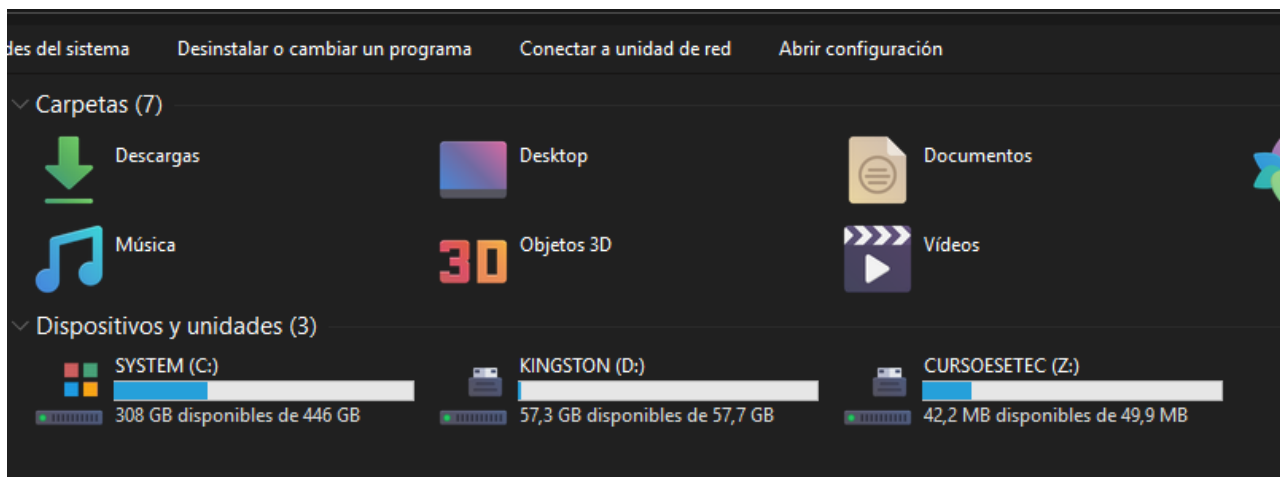 des del sistema Desinstalar o cambiar un programa Conectar a unidad de red Abrir configuración
Carpetas (7)
Descargas Desktop Documentos
Música 3D Objetos 3D Vídeos
Dispositivos y unidades (3)
SYSTEM (C:) KINGSTON (D:) CURSOESETEC (Z:)
308 GB disponibles de 446 GB 57,3 GB disponibles de 57,7 GB 42,2 MB disponibles de 49,9 MB